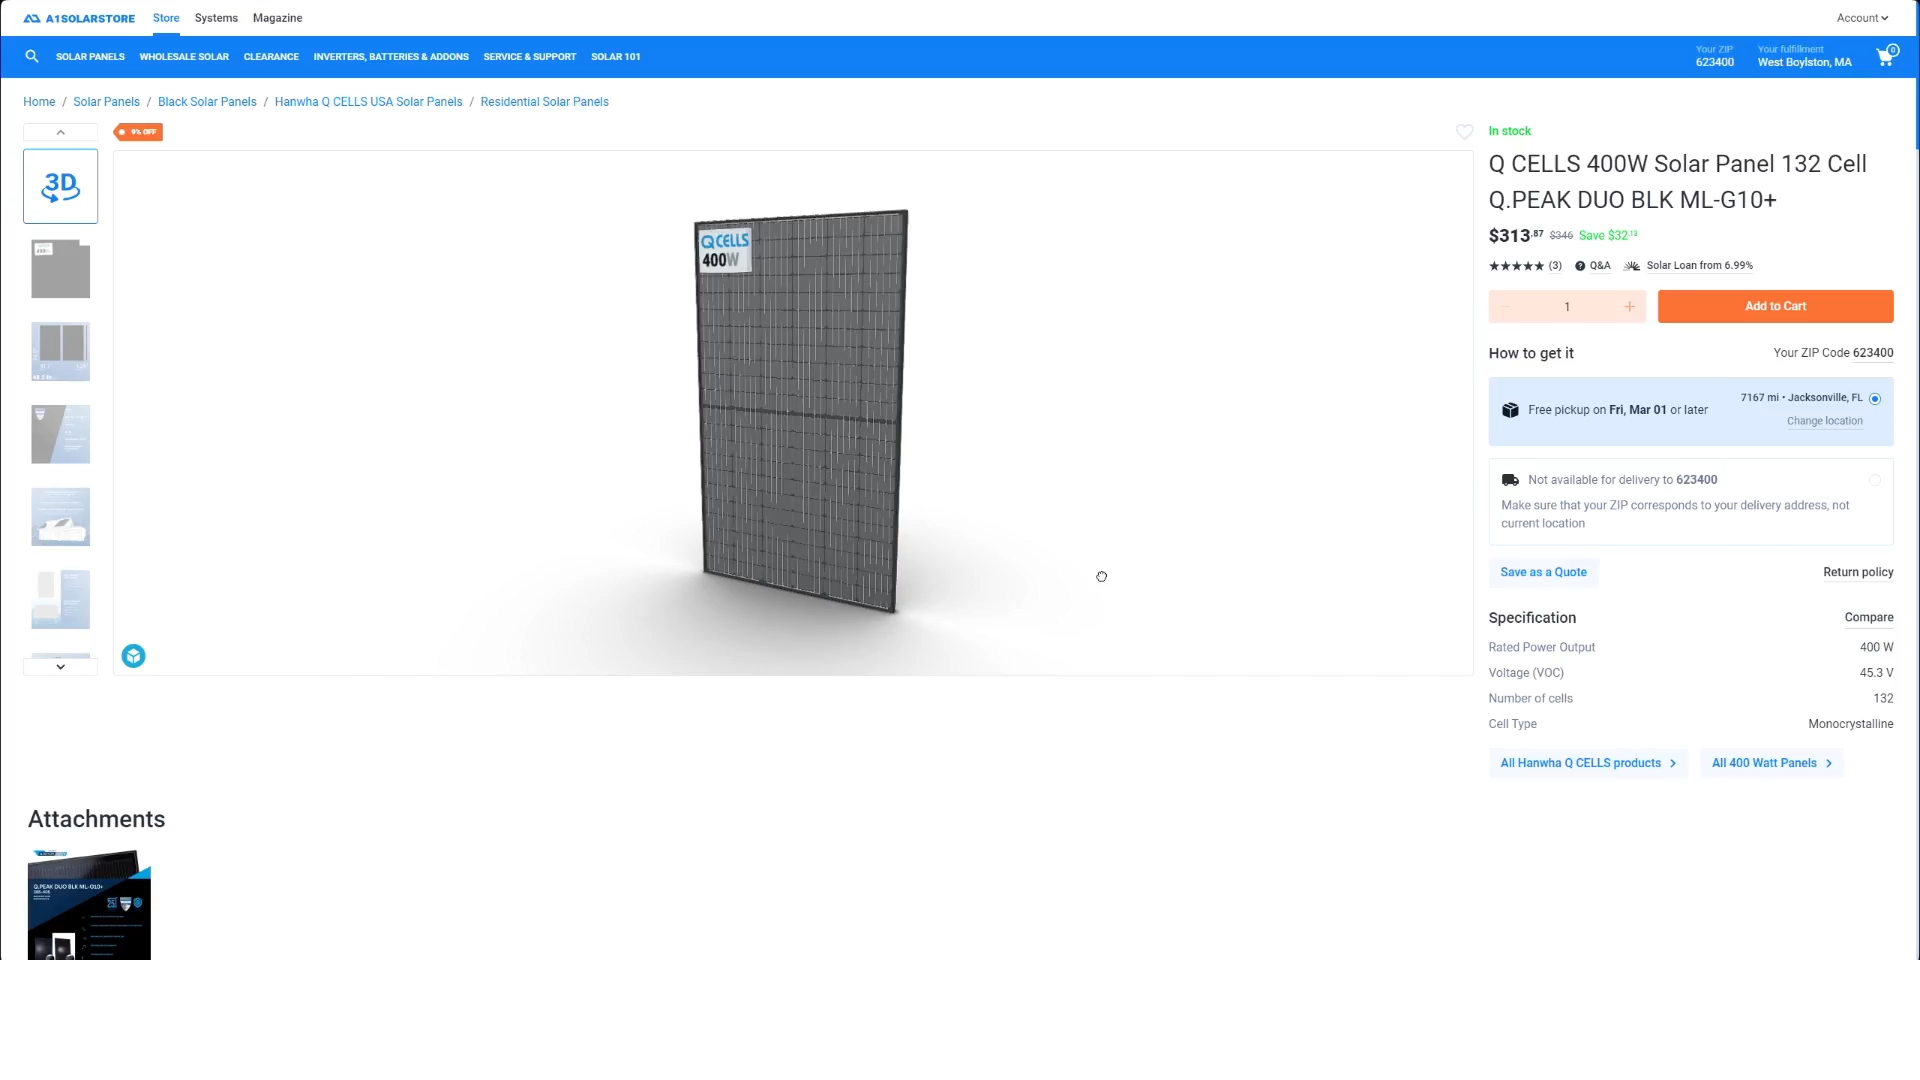 A1SOLARSTORE
Store
Systems
Magazine
Account
SOLAR PANELS
WHOLESALE SOLAR
CLEARANCE
INVERTERS, BATTERIES & ADDONS
SERVICE & SUPPORT
SOLAR 101
Your ZIP
623400
Your fulfillment
West Boylston, MA
0
Home / Solar Panels / Black Solar Panels / Hanwha Q CELLS USA Solar Panels / Residential Solar Panels
9% OFF
3D
Q CELLS
400W
In stock
Q CELLS 400W Solar Panel 132 Cell
Q.PEAK DUO BLK ML-G10+
$313.87 $346 Save $32.13
★★★★★ (3) Q&A Solar Loan from 6.99%
− 1 +
Add to Cart
How to get it
Your ZIP Code 623400
Free pickup on Fri, Mar 01 or later
7167 mi • Jacksonville, FL
Change location
Not available for delivery to 623400
Make sure that your ZIP corresponds to your delivery address, not
current location
Save as a Quote
Return policy
Specification
Compare
Rated Power Output 400 W
Voltage (VOC) 45.3 V
Number of cells 132
Cell Type Monocrystalline
All Hanwha Q CELLS products
All 400 Watt Panels
Attachments
Q.PEAK DUO BLK ML-G10+